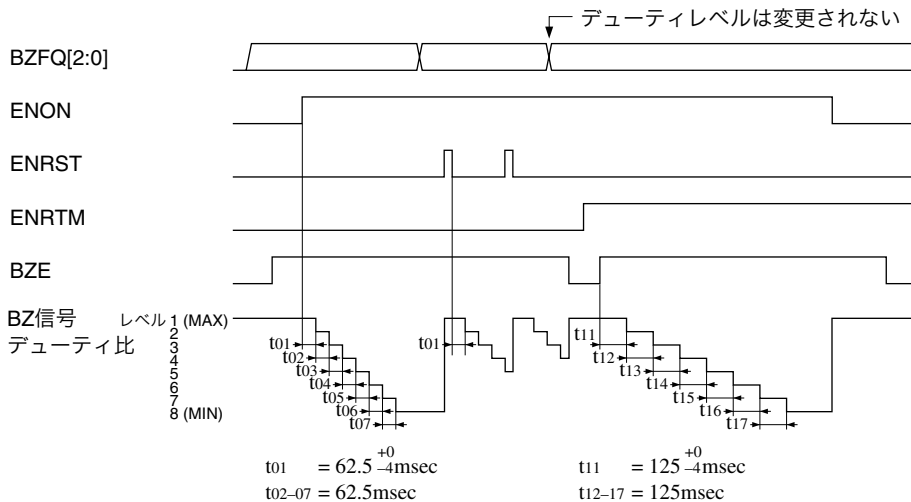 デューティレベルは変更されない
BZFQ[2:0]
ENON
ENRST
ENRTM
BZE
BZ信号
デューティ比
レベル 1 (MAX)
2
3
4
5
6
7
8 (MIN)
t01
t02
t03
t04
t05
t06
t07
t01
t11
t12
t13
t14
t15
t16
t17
t01 = 62.5 +0 –4 msec
t02–07 = 62.5msec
t11 = 125 +0 –4 msec
t12–17 = 125msec